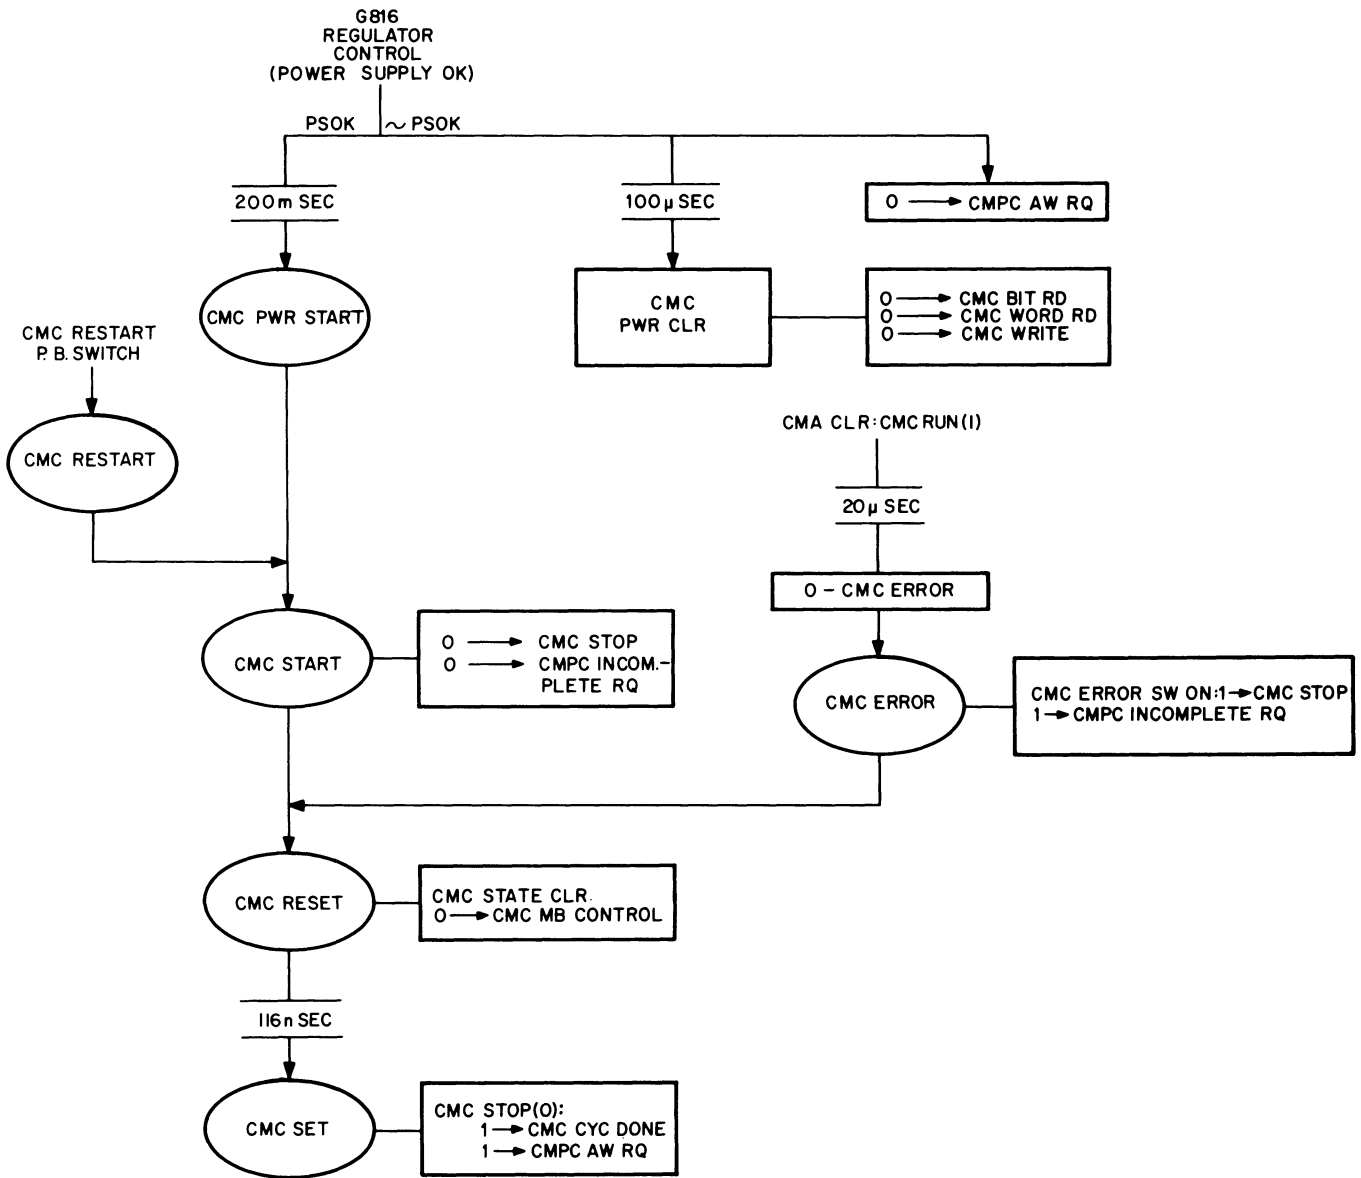 G816
REGULATOR
CONTROL
(POWER SUPPLY OK)
PSOK ~ PSOK
200m SEC
100µ SEC
0 → CMPC AW RQ
CMC PWR START
CMC
PWR CLR
0 → CMC BIT RD
0 → CMC WORD RD
0 → CMC WRITE
CMC RESTART
P. B. SWITCH
CMC RESTART
CMA CLR:CMC RUN(1)
20µ SEC
0 – CMC ERROR
CMC START
0 → CMC STOP
0 → CMPC INCOM.-
PLETE RQ
CMC ERROR
CMC ERROR SW ON:1→CMC STOP
1→CMPC INCOMPLETE RQ
CMC RESET
CMC STATE CLR.
0 → CMC MB CONTROL
116n SEC
CMC SET
CMC STOP(0):
1→CMC CYC DONE
1→CMPC AW RQ